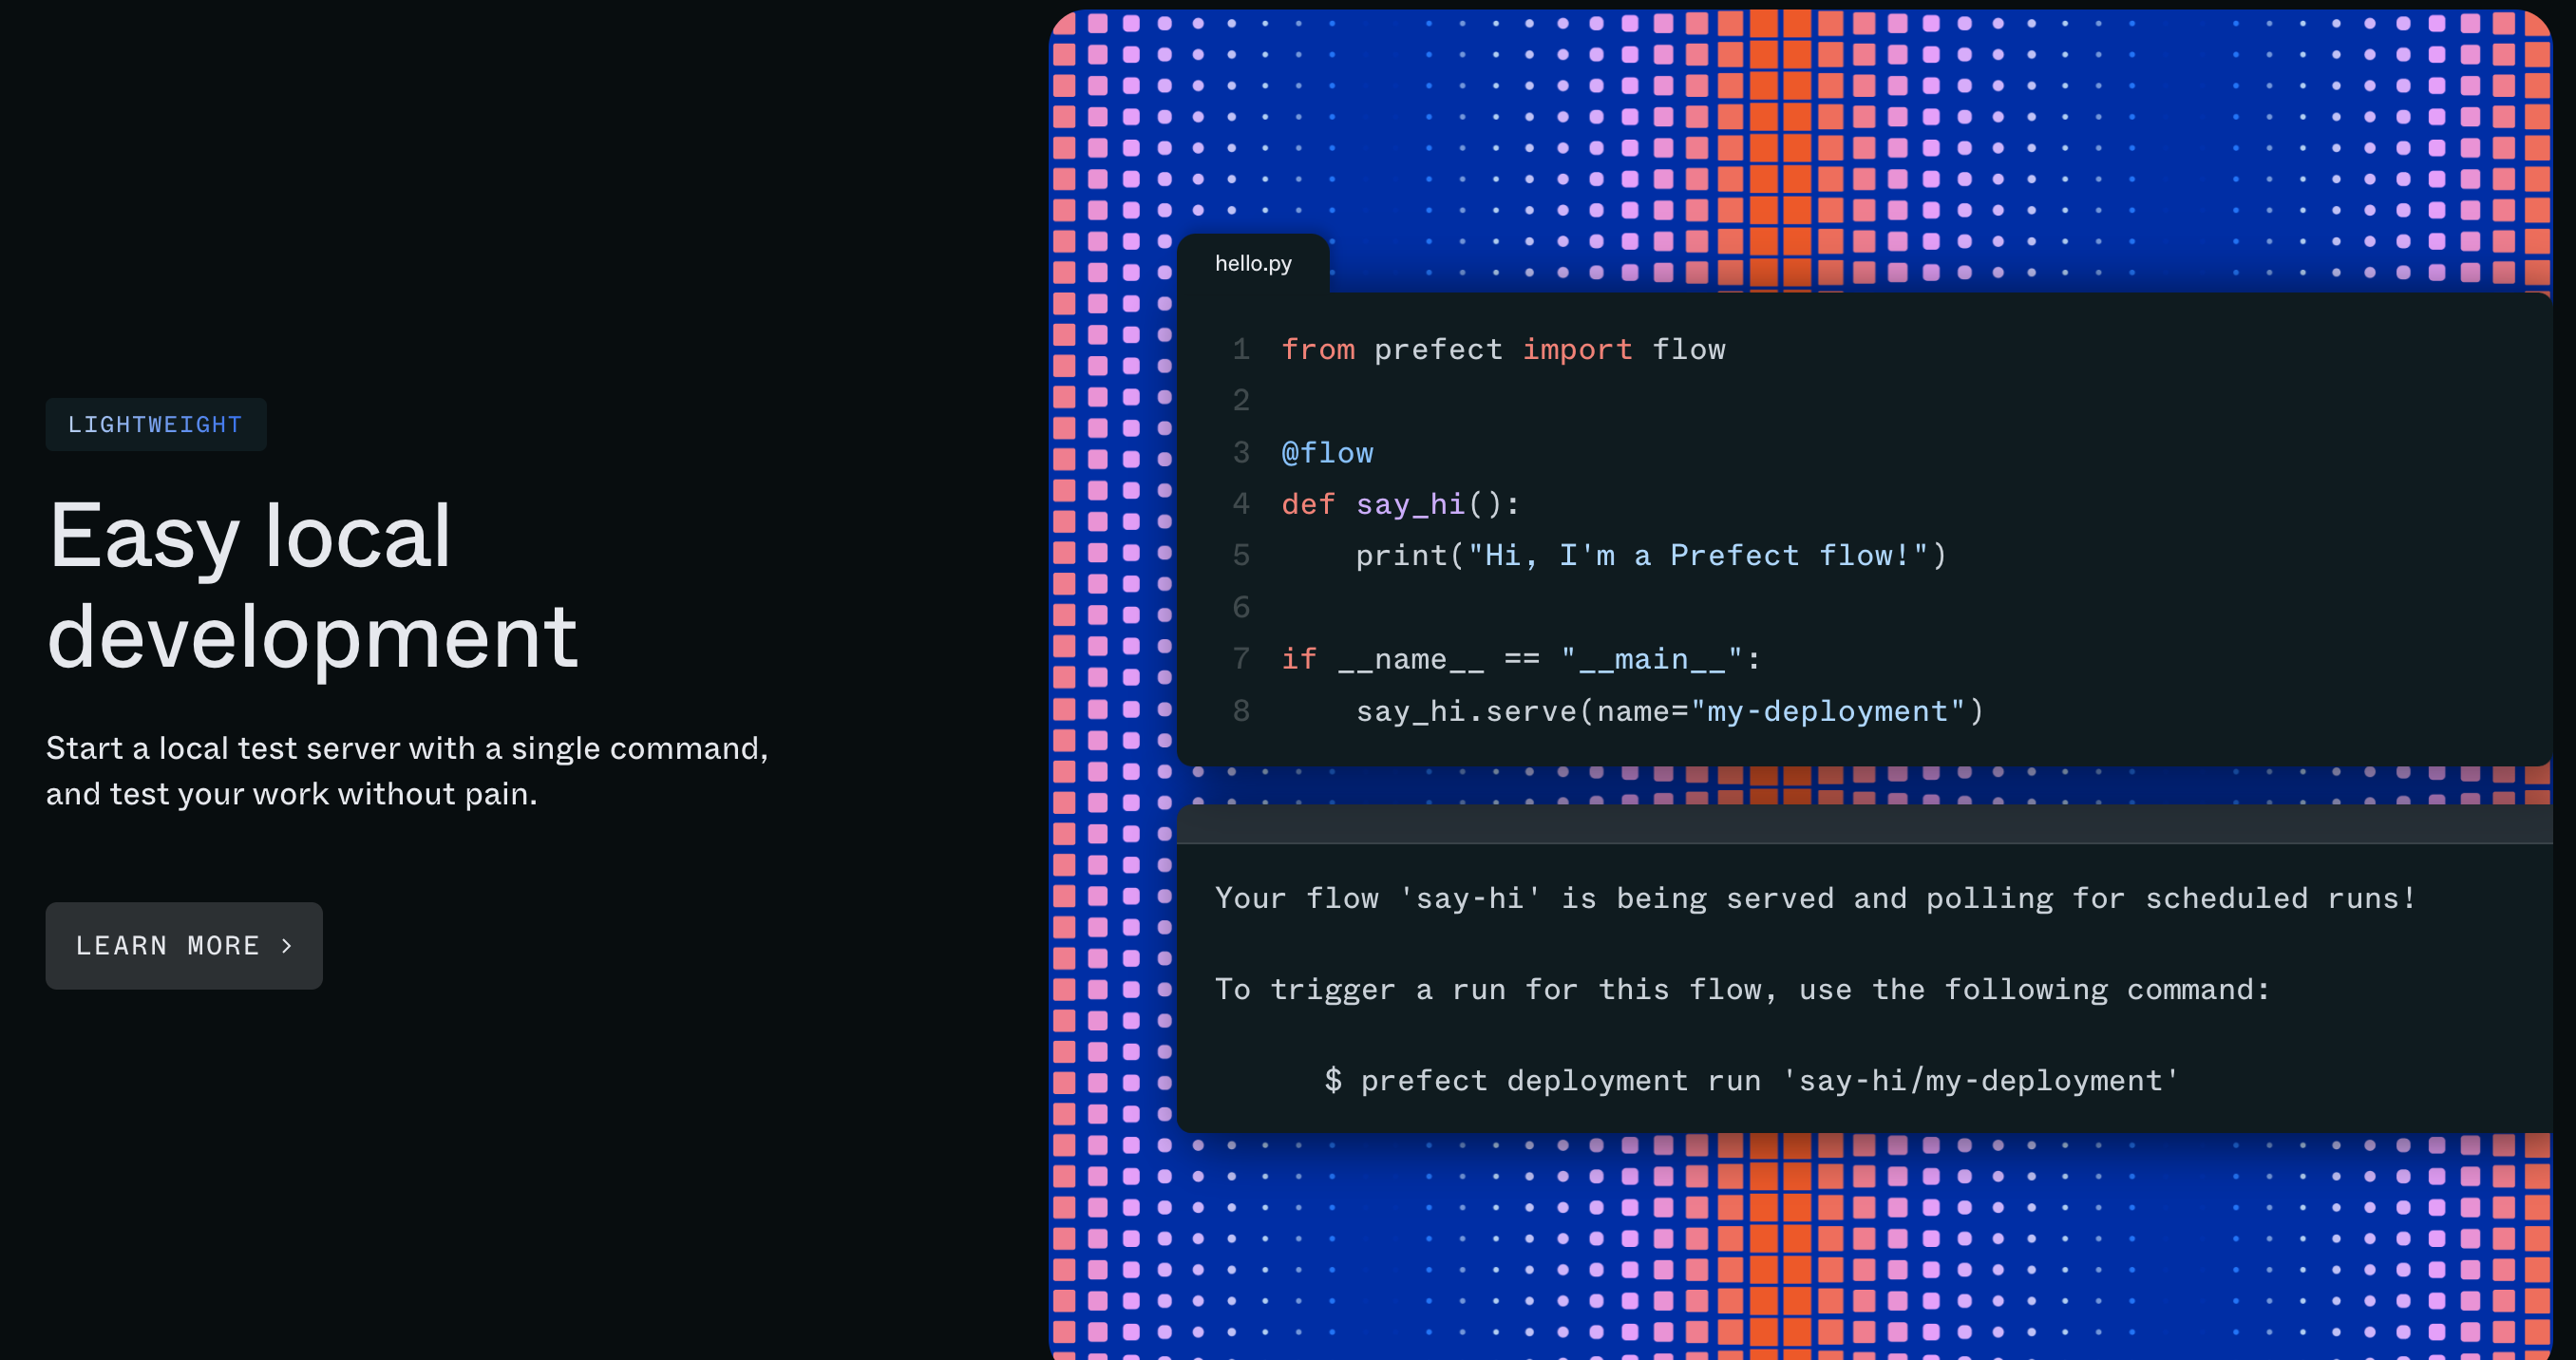 LIGHTWEIGHT
Easy local
development
Start a local test server with a single command,
and test your work without pain.
LEARN MORE >
hello.py
1 from prefect import flow
2
3 @flow
4 def say_hi():
5     print("Hi, I'm a Prefect flow!")
6
7 if __name__ == "__main__":
8     say_hi.serve(name="my-deployment")
Your flow 'say-hi' is being served and polling for scheduled runs!
To trigger a run for this flow, use the following command:
$ prefect deployment run 'say-hi/my-deployment'